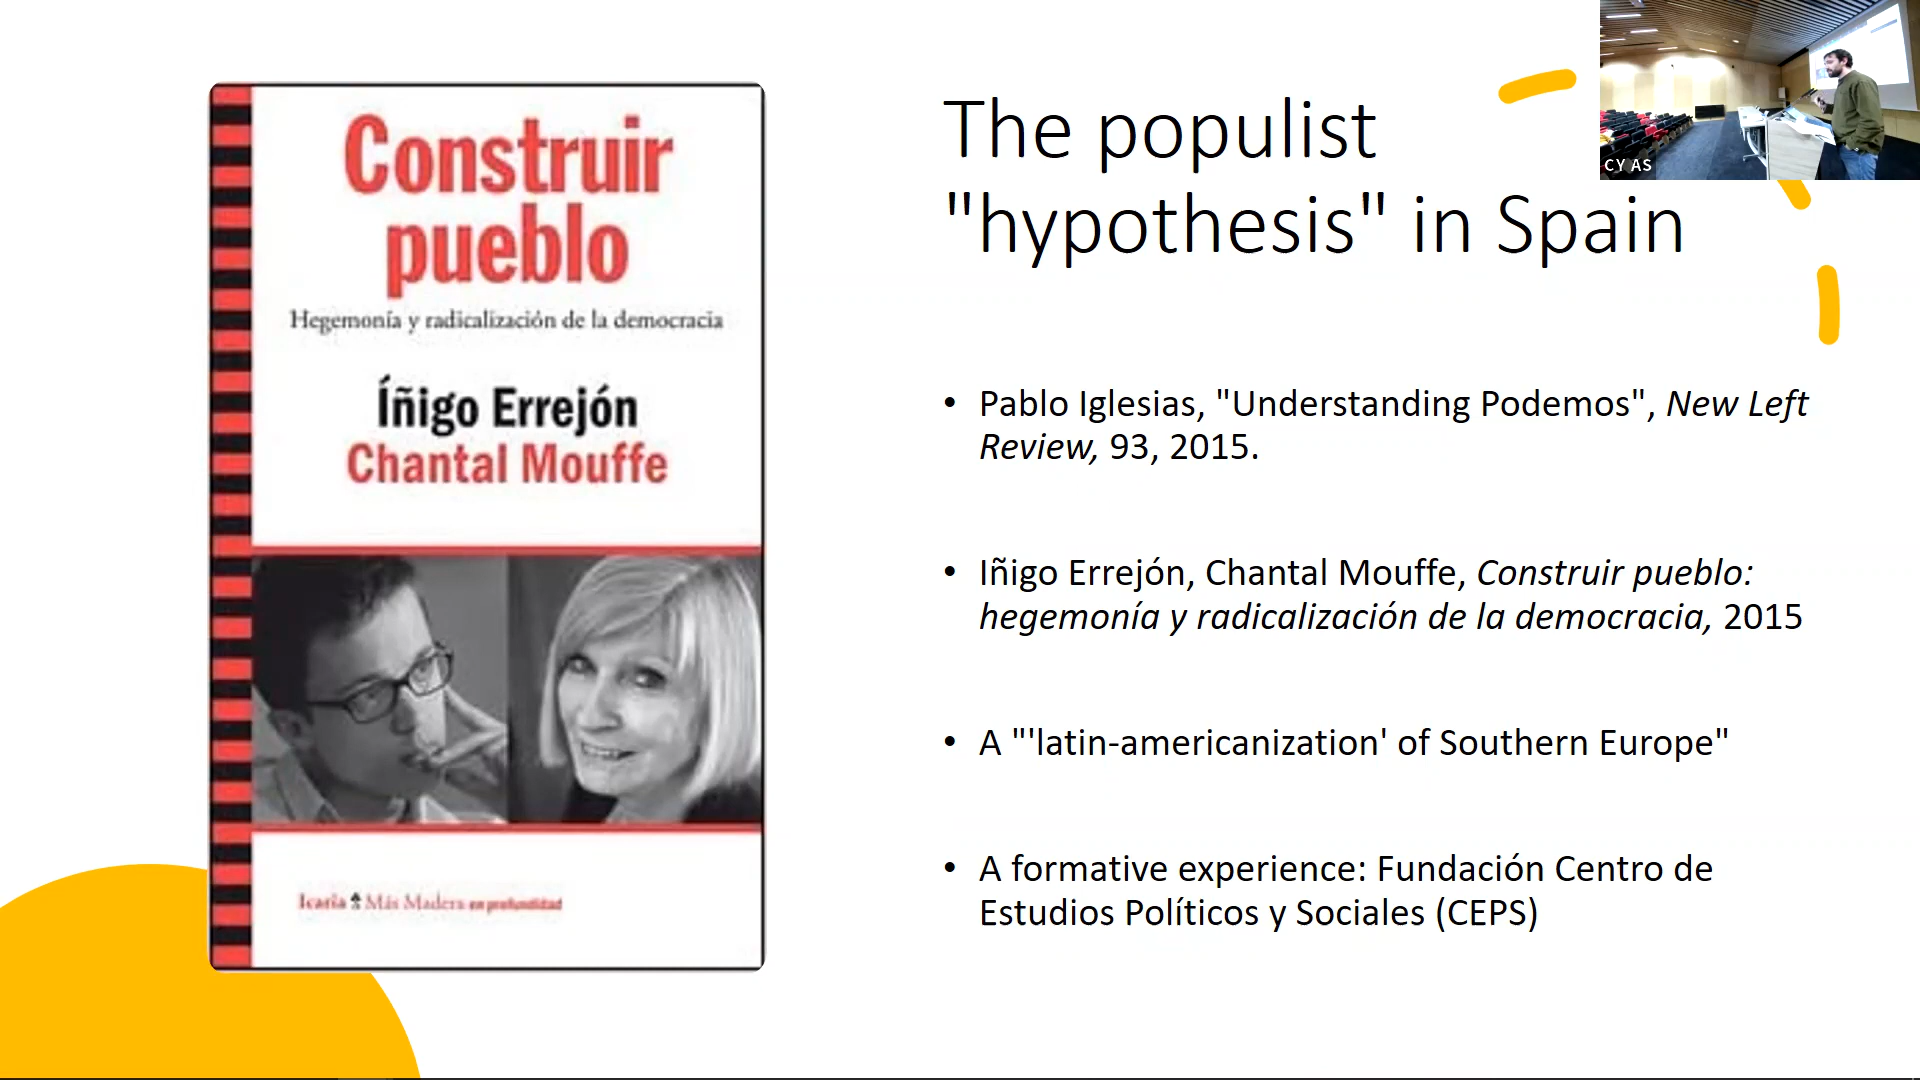 Construir
pueblo
Hegemonía y radicalización de la democracia
Íñigo Errejón
Chantal Mouffe
Icaria Más Madera en profundidad
The populist
"hypothesis" in Spain
CY AS
• Pablo Iglesias, "Understanding Podemos", New Left
Review, 93, 2015.
• Iñigo Errejón, Chantal Mouffe, Construir pueblo:
hegemonía y radicalización de la democracia, 2015
• A "'latin-americanization' of Southern Europe"
• A formative experience: Fundación Centro de
Estudios Políticos y Sociales (CEPS)